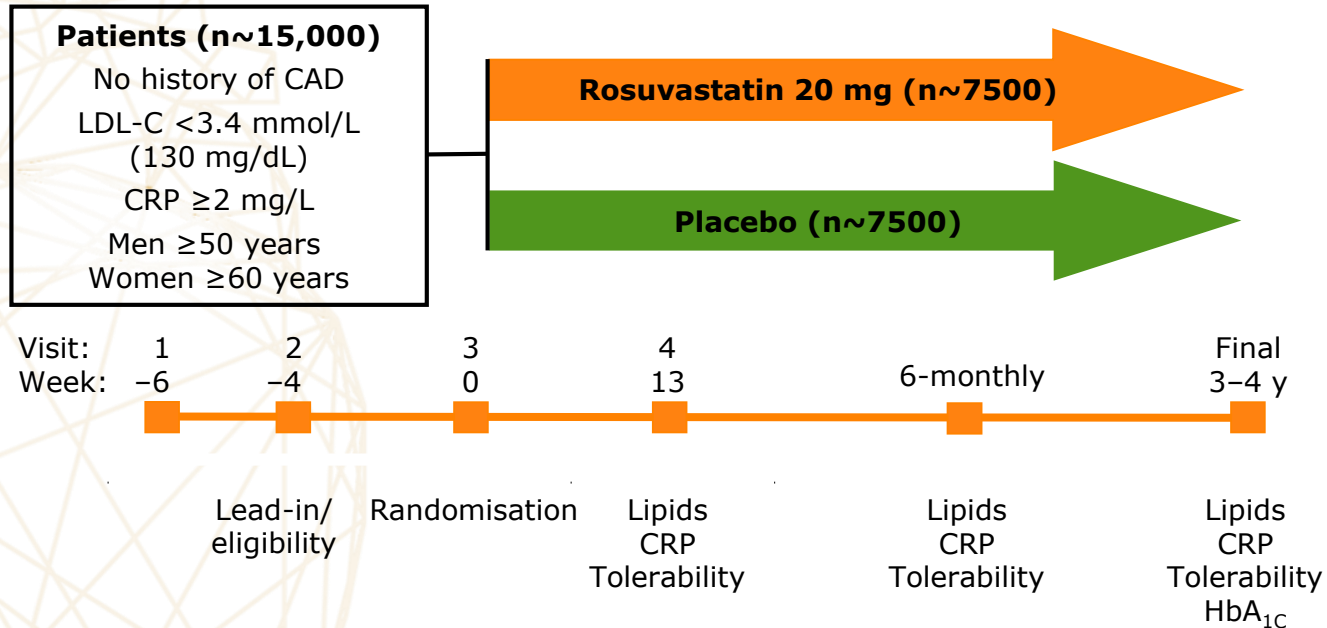 Patients (n~15,000)
No history of CAD
LDL-C <3.4 mmol/L
(130 mg/dL)
CRP ≥2 mg/L
Men ≥50 years
Women ≥60 years
Rosuvastatin 20 mg (n~7500)
Placebo (n~7500)
Visit: 1 2 3 4 Final
Week: –6 –4 0 13 6-monthly 3–4 y
Lead-in/ Randomisation Lipids Lipids Lipids
eligibility CRP CRP CRP
Tolerability Tolerability Tolerability
HbA1C